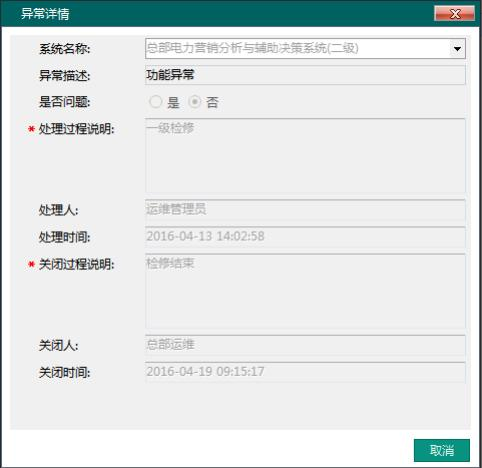 异常详情
系统名称: 总部电力营销分析与辅助决策系统(二级)
异常描述: 功能异常
是否问题: 是 否
* 处理过程说明: 一级检修
处理人: 运维管理员
处理时间: 2016-04-13 14:02:58
* 关闭过程说明: 检修结束
关闭人: 总部运维
关闭时间: 2016-04-19 09:15:17
取消